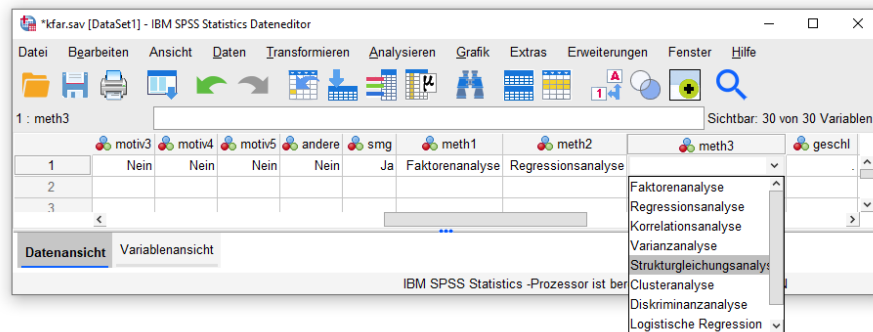 *kfar.sav [DataSet1] - IBM SPSS Statistics Dateneditor
Datei Bearbeiten Ansicht Daten Transformieren Analysieren Grafik Extras Erweiterungen Fenster Hilfe
1 A
μ
1 : meth3 Sichtbar: 30 von 30 Variablen
motiv3 motiv4 motiv5 andere smg meth1 meth2 meth3 geschl
1 Nein Nein Nein Nein Ja Faktorenanalyse Regressionsanalyse .
2
3
Faktorenanalyse
Regressionsanalyse
Korrelationsanalyse
Varianzanalyse
Strukturgleichungsanalys
Clusteranalyse
Diskriminanzanalyse
Logistische Regression
Datenansicht Variablenansicht
IBM SPSS Statistics -Prozessor ist ber